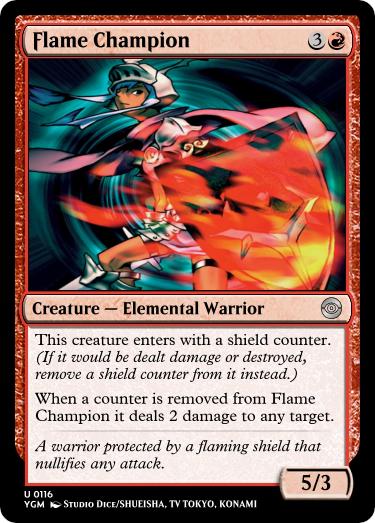 Flame Champion 3
Creature — Elemental Warrior
This creature enters with a shield counter.
(If it would be dealt damage or destroyed,
remove a shield counter from it instead.)
When a counter is removed from Flame
Champion it deals 2 damage to any target.
A warrior protected by a flaming shield that
nullifies any attack.
5/3
U 0116
YGM Studio Dice/SHUEISHA, TV TOKYO, KONAMI